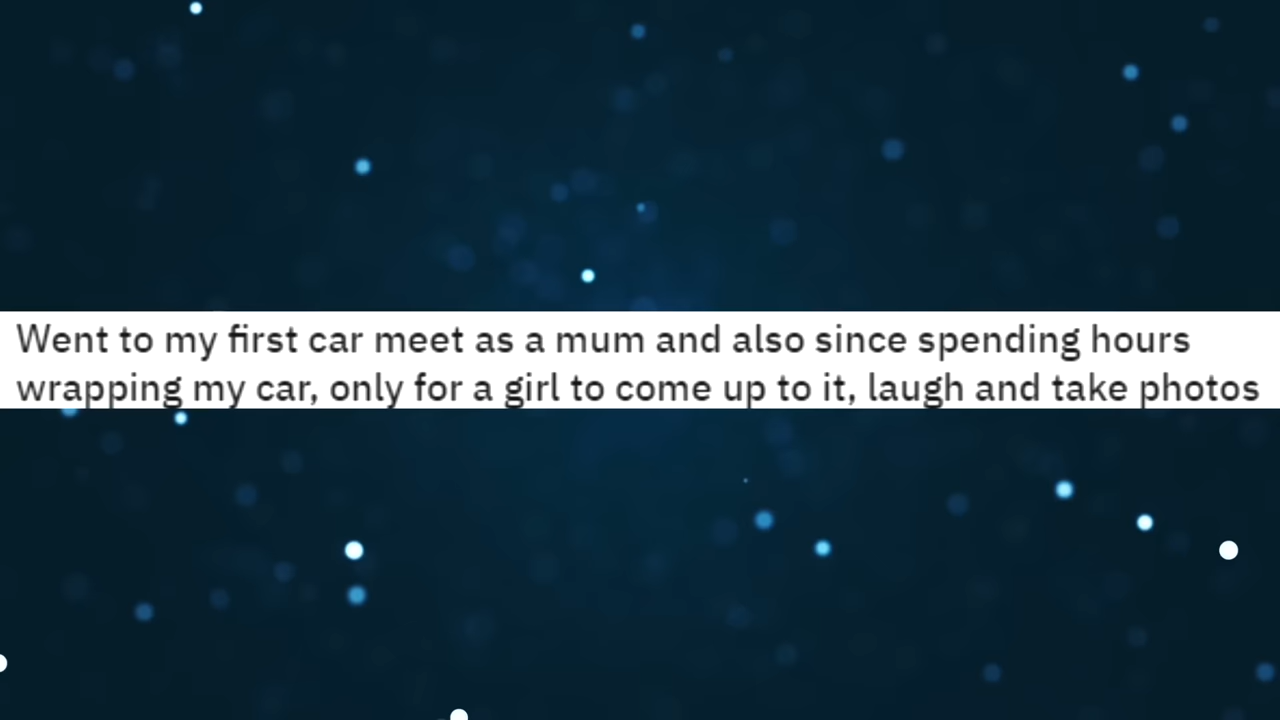 Went to my first car meet as a mum and also since spending hours
wrapping my car, only for a girl to come up to it, laugh and take photos